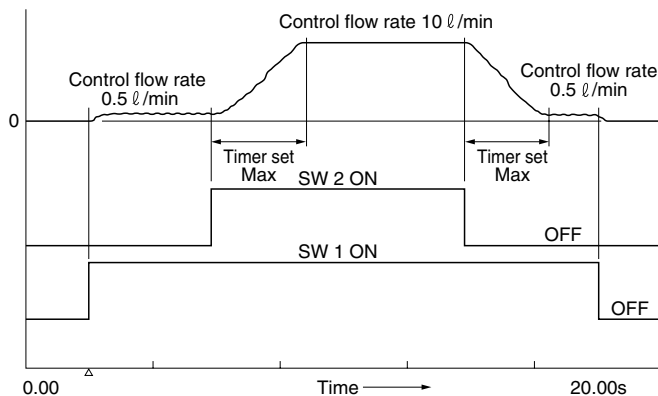 Control flow rate 10 ℓ/min
Control flow rate
0.5 ℓ/min
Control flow rate
0.5 ℓ/min
0
Timer set
Max
Timer set
Max
SW 2 ON
OFF
SW 1 ON
OFF
0.00
Time
20.00s